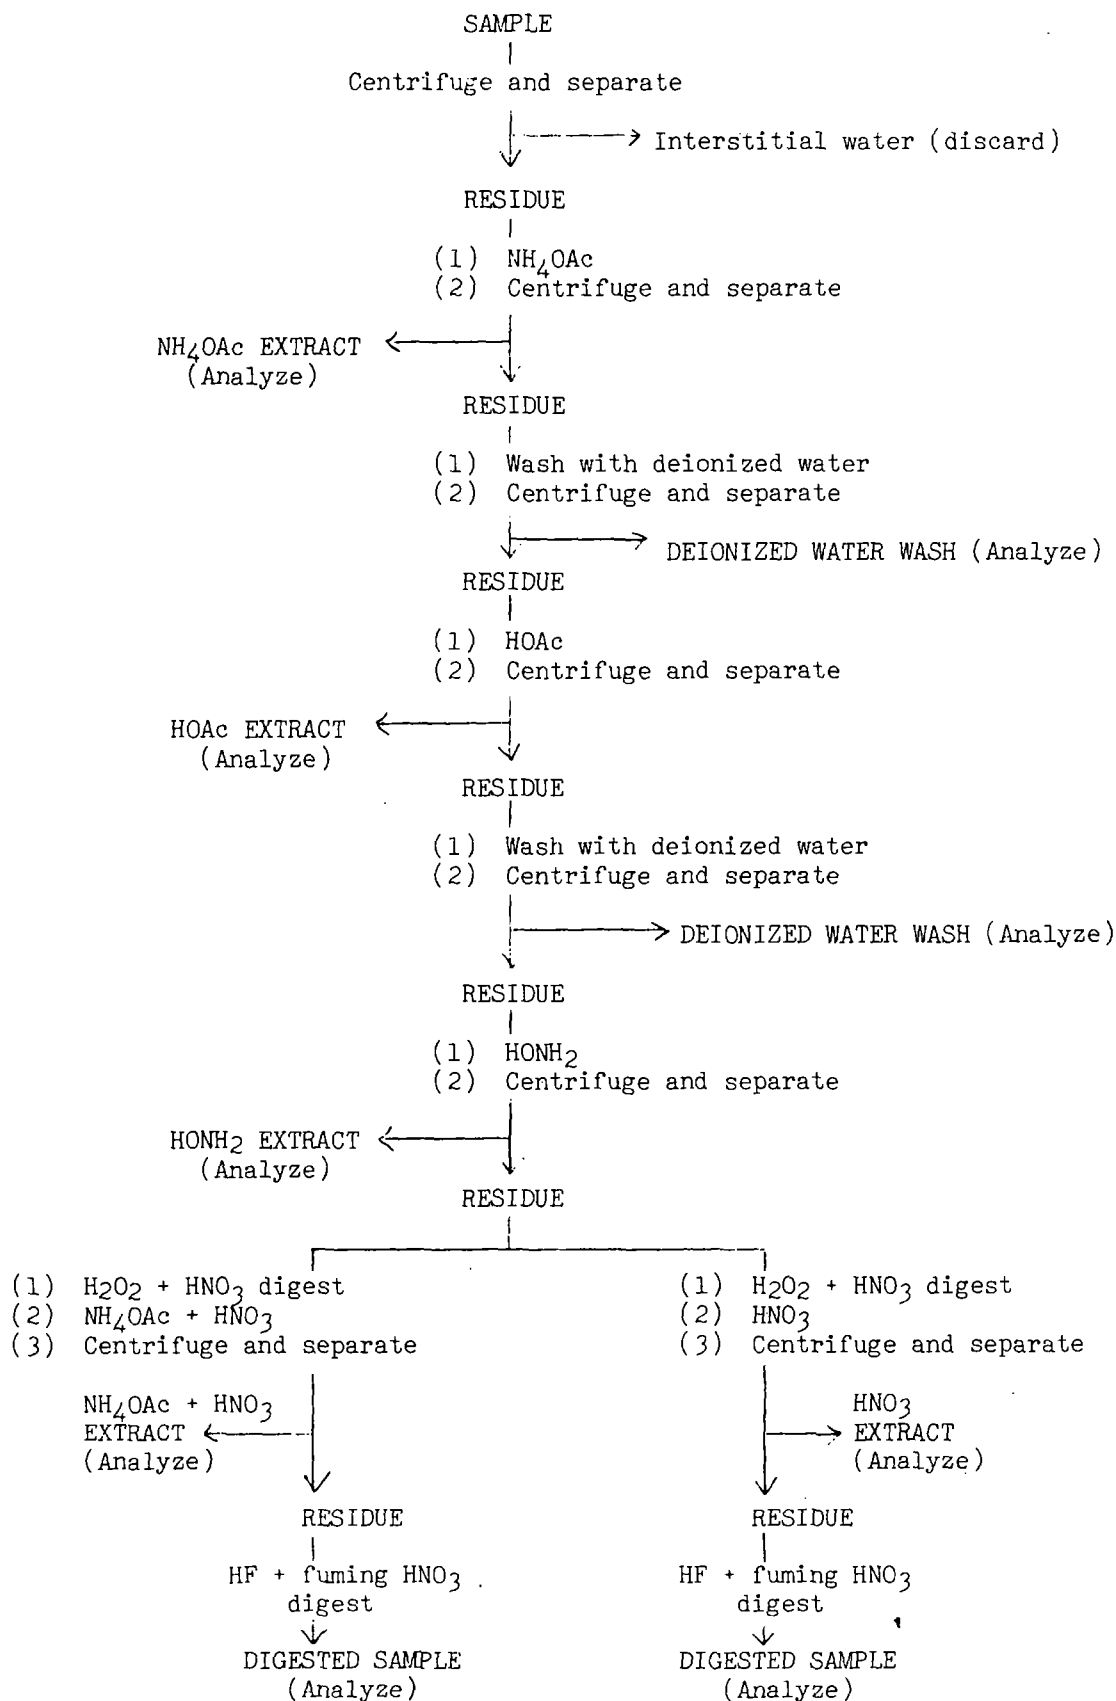 SAMPLE
Centrifuge and separate
Interstitial water (discard)
RESIDUE
(1) NH4OAc
(2) Centrifuge and separate
NH4OAc EXTRACT
(Analyze)
RESIDUE
(1) Wash with deionized water
(2) Centrifuge and separate
DEIONIZED WATER WASH (Analyze)
RESIDUE
(1) HOAc
(2) Centrifuge and separate
HOAc EXTRACT
(Analyze)
RESIDUE
(1) Wash with deionized water
(2) Centrifuge and separate
DEIONIZED WATER WASH (Analyze)
RESIDUE
(1) HONH2
(2) Centrifuge and separate
HONH2 EXTRACT
(Analyze)
RESIDUE
(1) H2O2 + HNO3 digest
(2) NH4OAc + HNO3
(3) Centrifuge and separate
NH4OAc + HNO3
EXTRACT
(Analyze)
RESIDUE
HF + fuming HNO3
digest
DIGESTED SAMPLE
(Analyze)
(1) H2O2 + HNO3 digest
(2) HNO3
(3) Centrifuge and separate
HNO3
EXTRACT
(Analyze)
RESIDUE
HF + fuming HNO3
digest
DIGESTED SAMPLE
(Analyze)